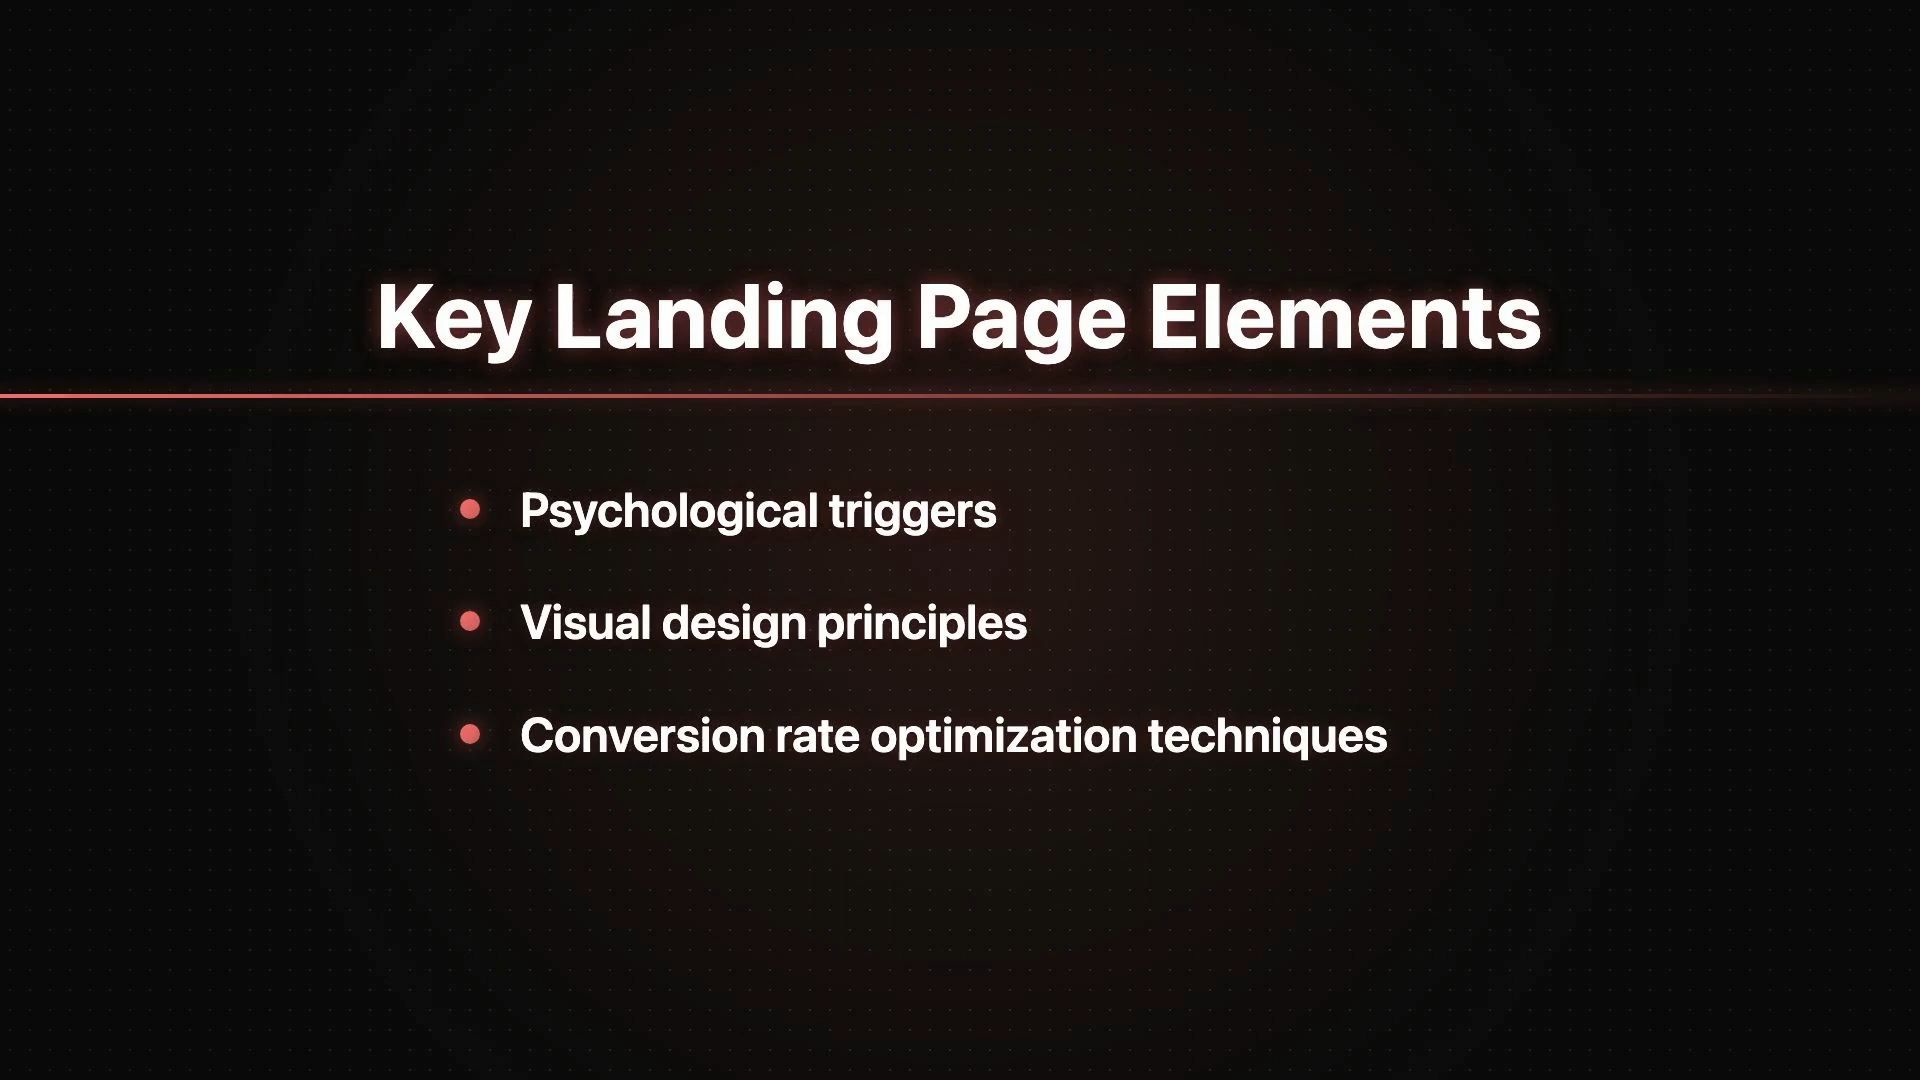 Key Landing Page Elements
Psychological triggers
Visual design principles
Conversion rate optimization techniques